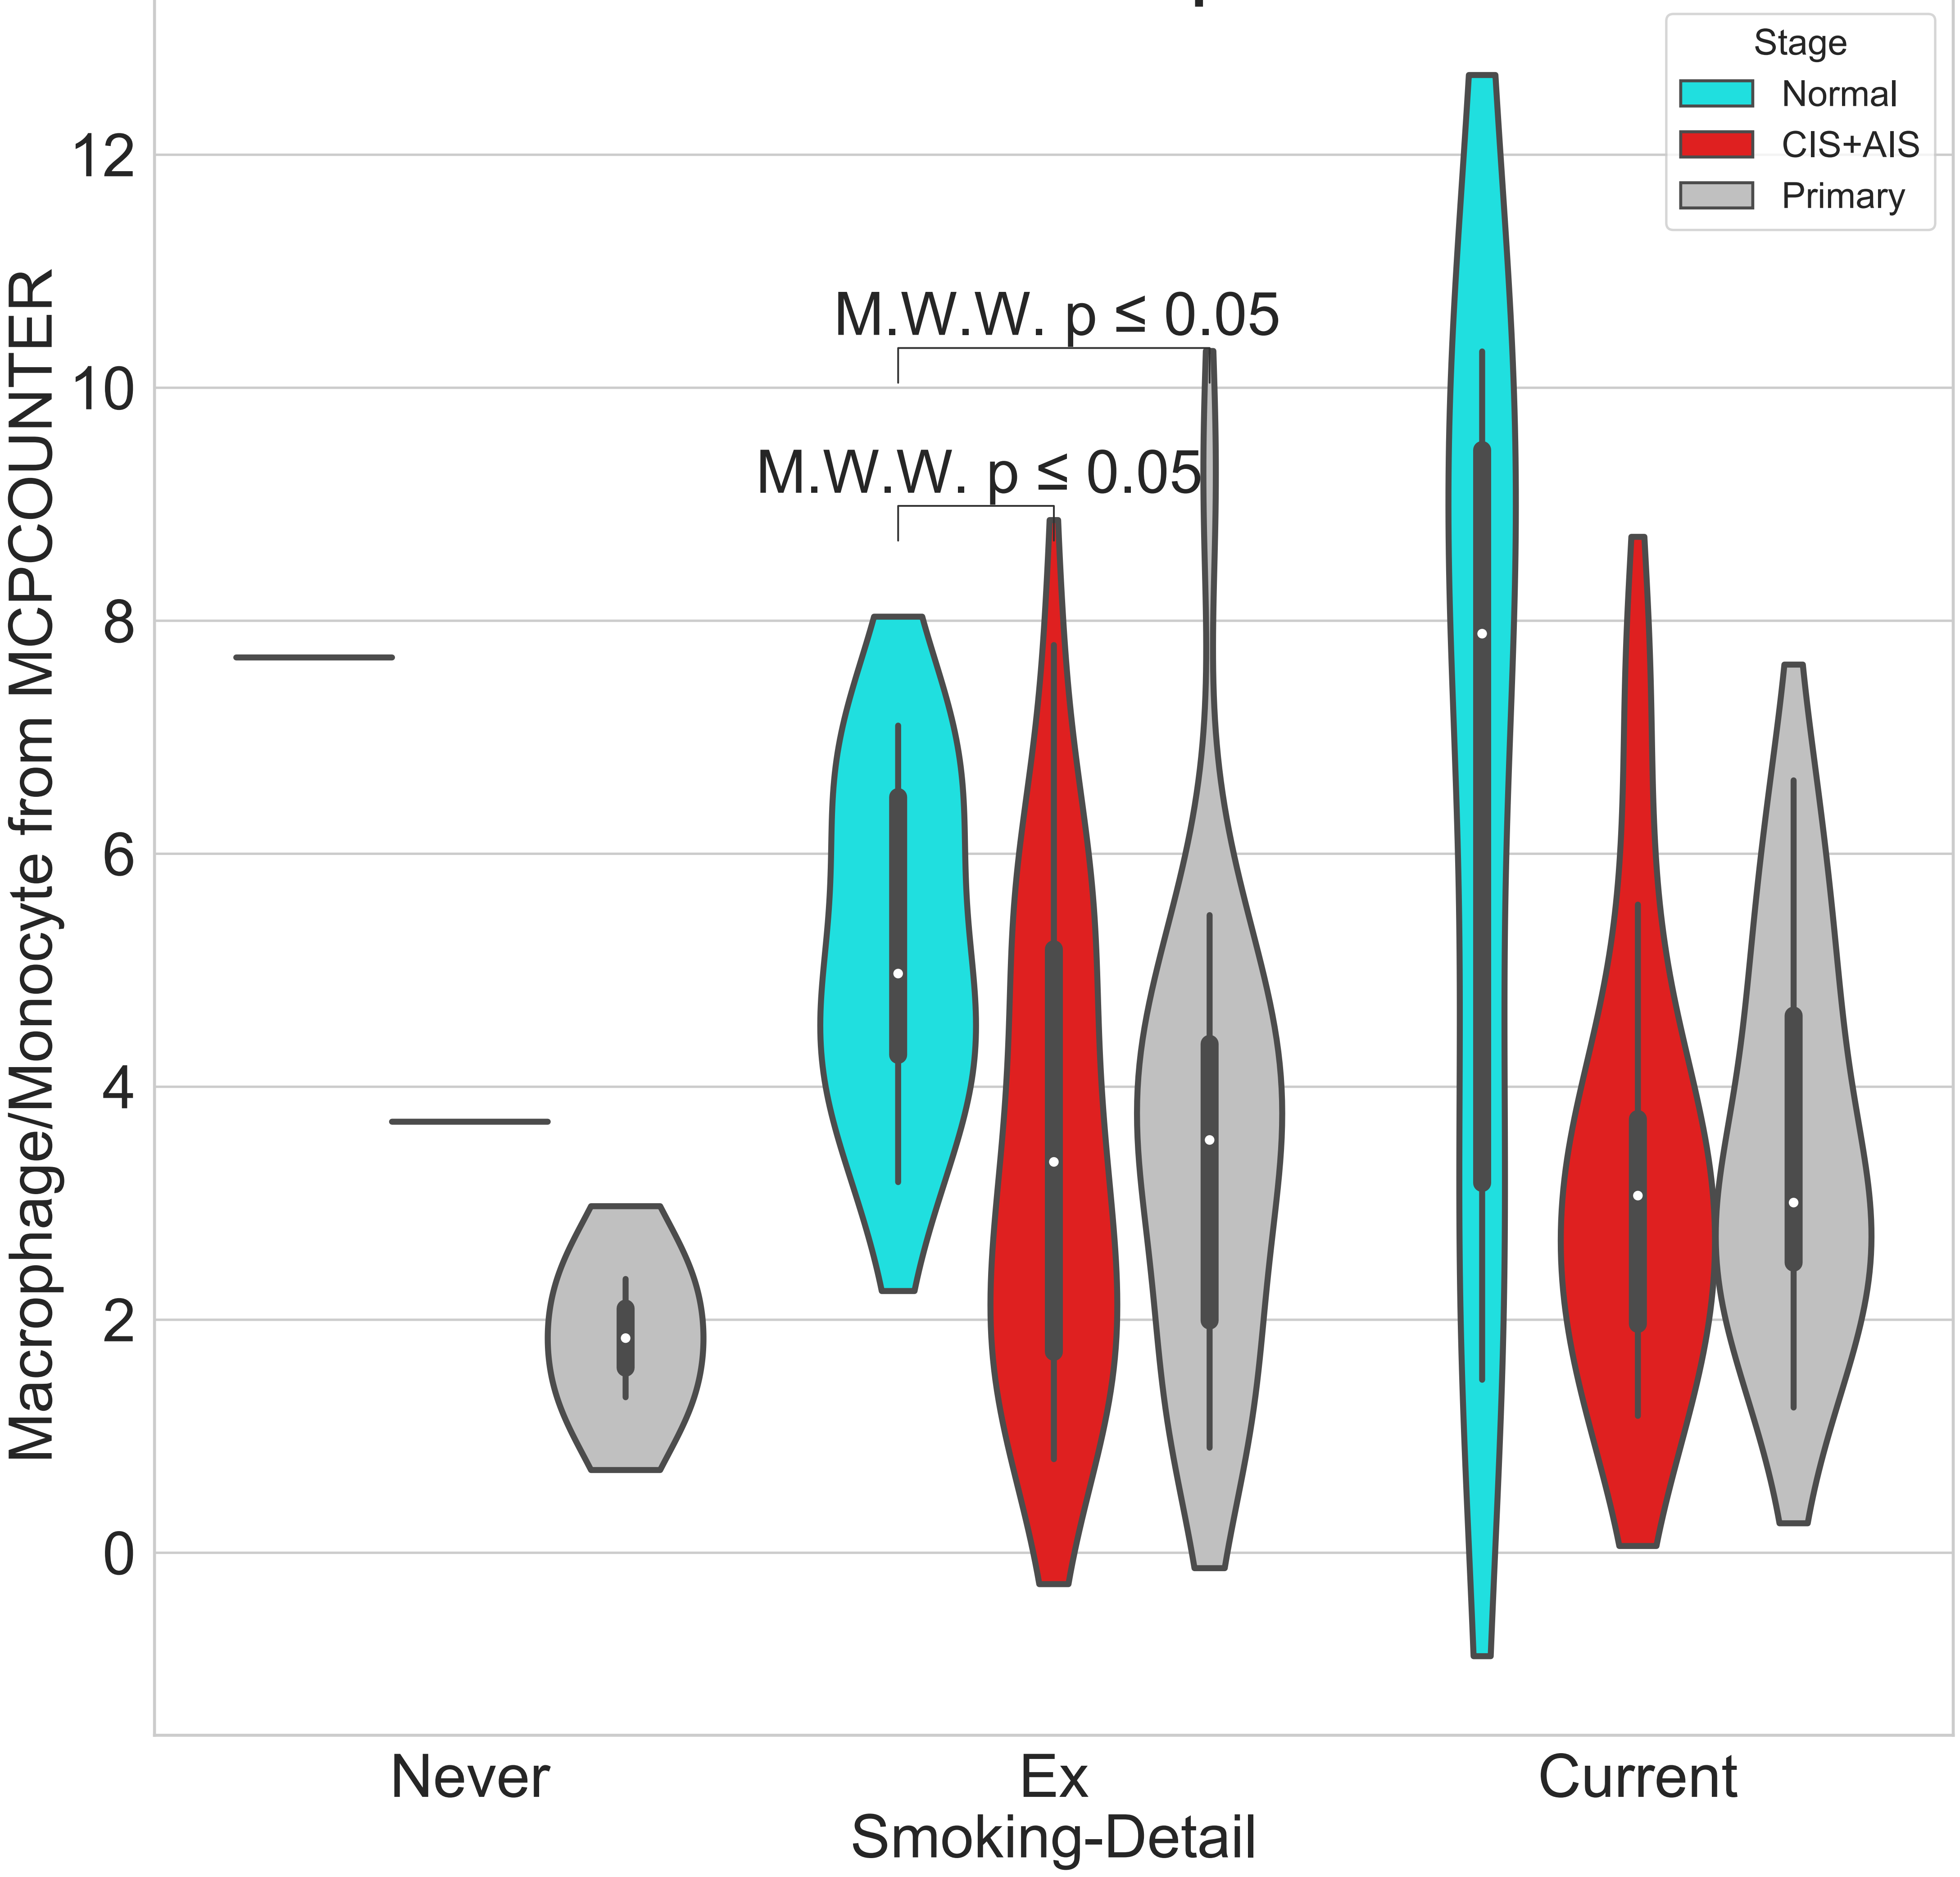 Stage
Normal
CIS+AIS
Primary
Macrophage/Monocyte from MCPCOUNTER
12
10
8
6
4
2
0
M.W.W. p ≤ 0.05
M.W.W. p ≤ 0.05
Never
Ex
Current
Smoking-Detail